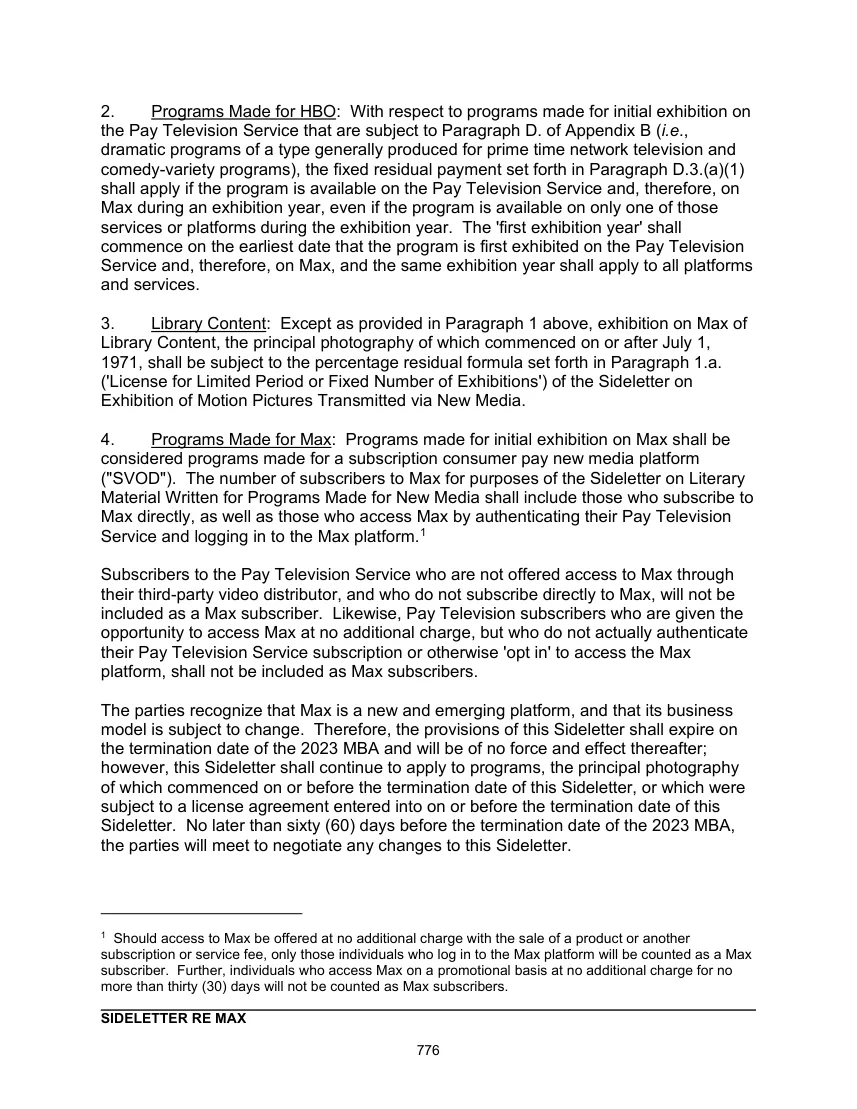 2. Programs Made for HBO: With respect to programs made for initial exhibition on
the Pay Television Service that are subject to Paragraph D. of Appendix B (i.e.,
dramatic programs of a type generally produced for prime time network television and
comedy-variety programs), the fixed residual payment set forth in Paragraph D.3.(a)(1)
shall apply if the program is available on the Pay Television Service and, therefore, on
Max during an exhibition year, even if the program is available on only one of those
services or platforms during the exhibition year. The 'first exhibition year' shall
commence on the earliest date that the program is first exhibited on the Pay Television
Service and, therefore, on Max, and the same exhibition year shall apply to all platforms
and services.
3. Library Content: Except as provided in Paragraph 1 above, exhibition on Max of
Library Content, the principal photography of which commenced on or after July 1,
1971, shall be subject to the percentage residual formula set forth in Paragraph 1.a.
('License for Limited Period or Fixed Number of Exhibitions') of the Sideletter on
Exhibition of Motion Pictures Transmitted via New Media.
4. Programs Made for Max: Programs made for initial exhibition on Max shall be
considered programs made for a subscription consumer pay new media platform
("SVOD"). The number of subscribers to Max for purposes of the Sideletter on Literary
Material Written for Programs Made for New Media shall include those who subscribe to
Max directly, as well as those who access Max by authenticating their Pay Television
Service and logging in to the Max platform.1
Subscribers to the Pay Television Service who are not offered access to Max through
their third-party video distributor, and who do not subscribe directly to Max, will not be
included as a Max subscriber. Likewise, Pay Television subscribers who are given the
opportunity to access Max at no additional charge, but who do not actually authenticate
their Pay Television Service subscription or otherwise 'opt in' to access the Max
platform, shall not be included as Max subscribers.
The parties recognize that Max is a new and emerging platform, and that its business
model is subject to change. Therefore, the provisions of this Sideletter shall expire on
the termination date of the 2023 MBA and will be of no force and effect thereafter;
however, this Sideletter shall continue to apply to programs, the principal photography
of which commenced on or before the termination date of this Sideletter, or which were
subject to a license agreement entered into on or before the termination date of this
Sideletter. No later than sixty (60) days before the termination date of the 2023 MBA,
the parties will meet to negotiate any changes to this Sideletter.
1 Should access to Max be offered at no additional charge with the sale of a product or another
subscription or service fee, only those individuals who log in to the Max platform will be counted as a Max
subscriber. Further, individuals who access Max on a promotional basis at no additional charge for no
more than thirty (30) days will not be counted as Max subscribers.
SIDELETTER RE MAX
776